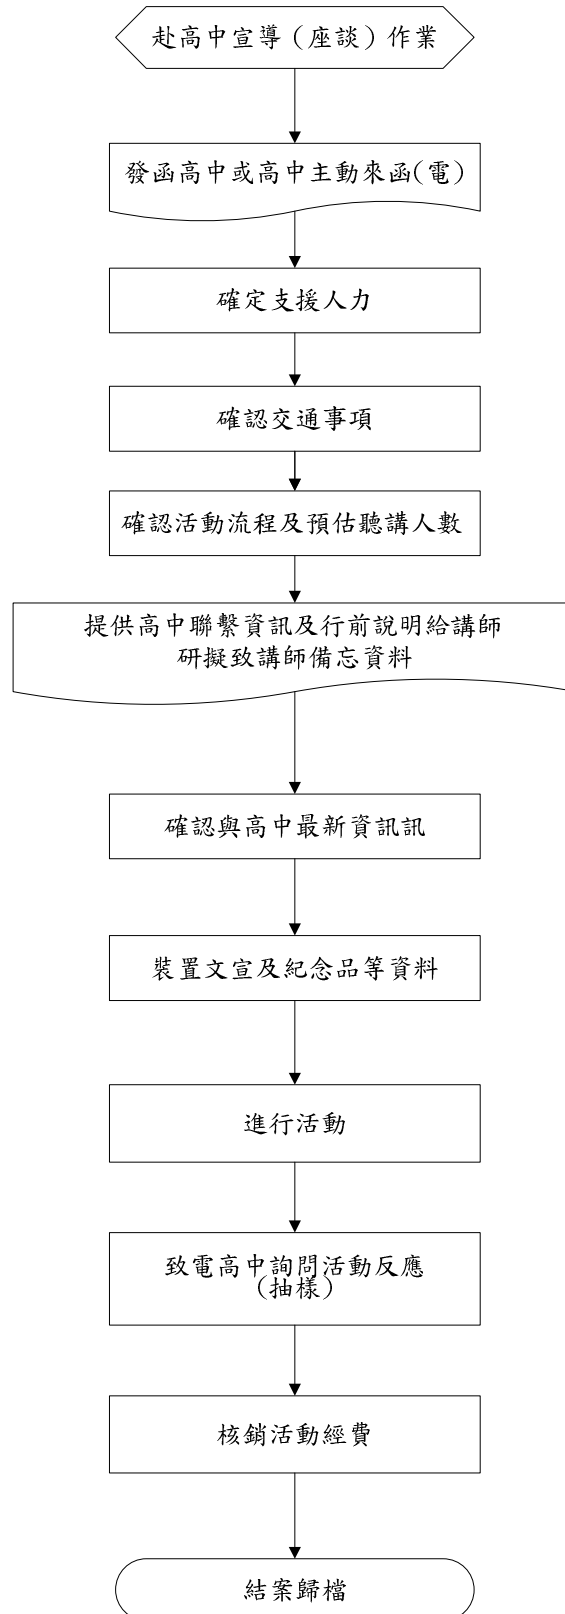 赴高中宣導（座談）作業
發函高中或高中主動來函(電)
確定支援人力
確認交通事項
確認活動流程及預估聽講人數
提供高中聯繫資訊及行前說明給講師
研擬致講師備忘資料
確認與高中最新資訊訊
裝置文宣及紀念品等資料
進行活動
致電高中詢問活動反應
(抽樣)
核銷活動經費
結案歸檔